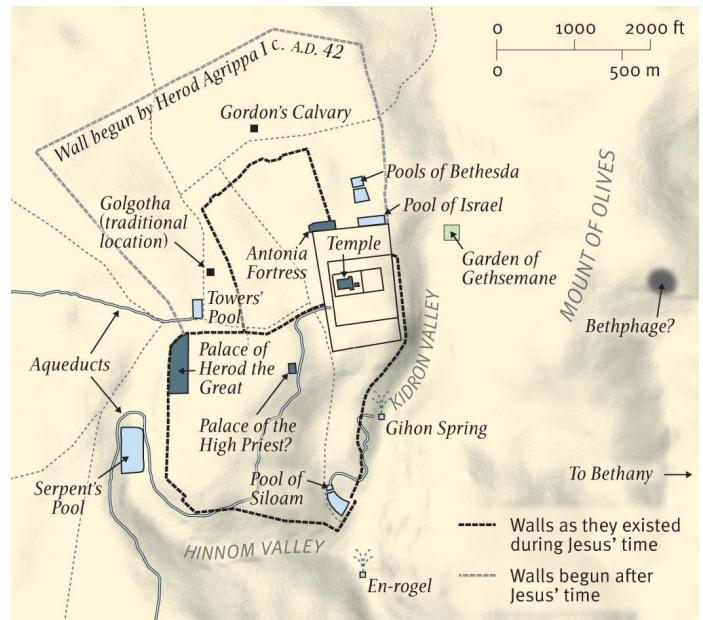 0 1000 2000 ft
0 500 m
Wall begun by Herod Agrippa I c. A.D. 42
Gordon's Calvary
Pools of Bethesda
Pool of Israel
Golgotha
(traditional
location)
Antonia
Fortress
Temple
Garden of
Gethsemane
MOUNT OF OLIVES
Bethphage?
Towers'
Pool
Aqueducts
Palace of
Herod the
Great
KIDRON VALLEY
Palace of the
High Priest?
Gihon Spring
Serpent's
Pool
Pool of
Siloam
To Bethany
HINNOM VALLEY
En-rogel
Walls as they existed
during Jesus' time
Walls begun after
Jesus' time